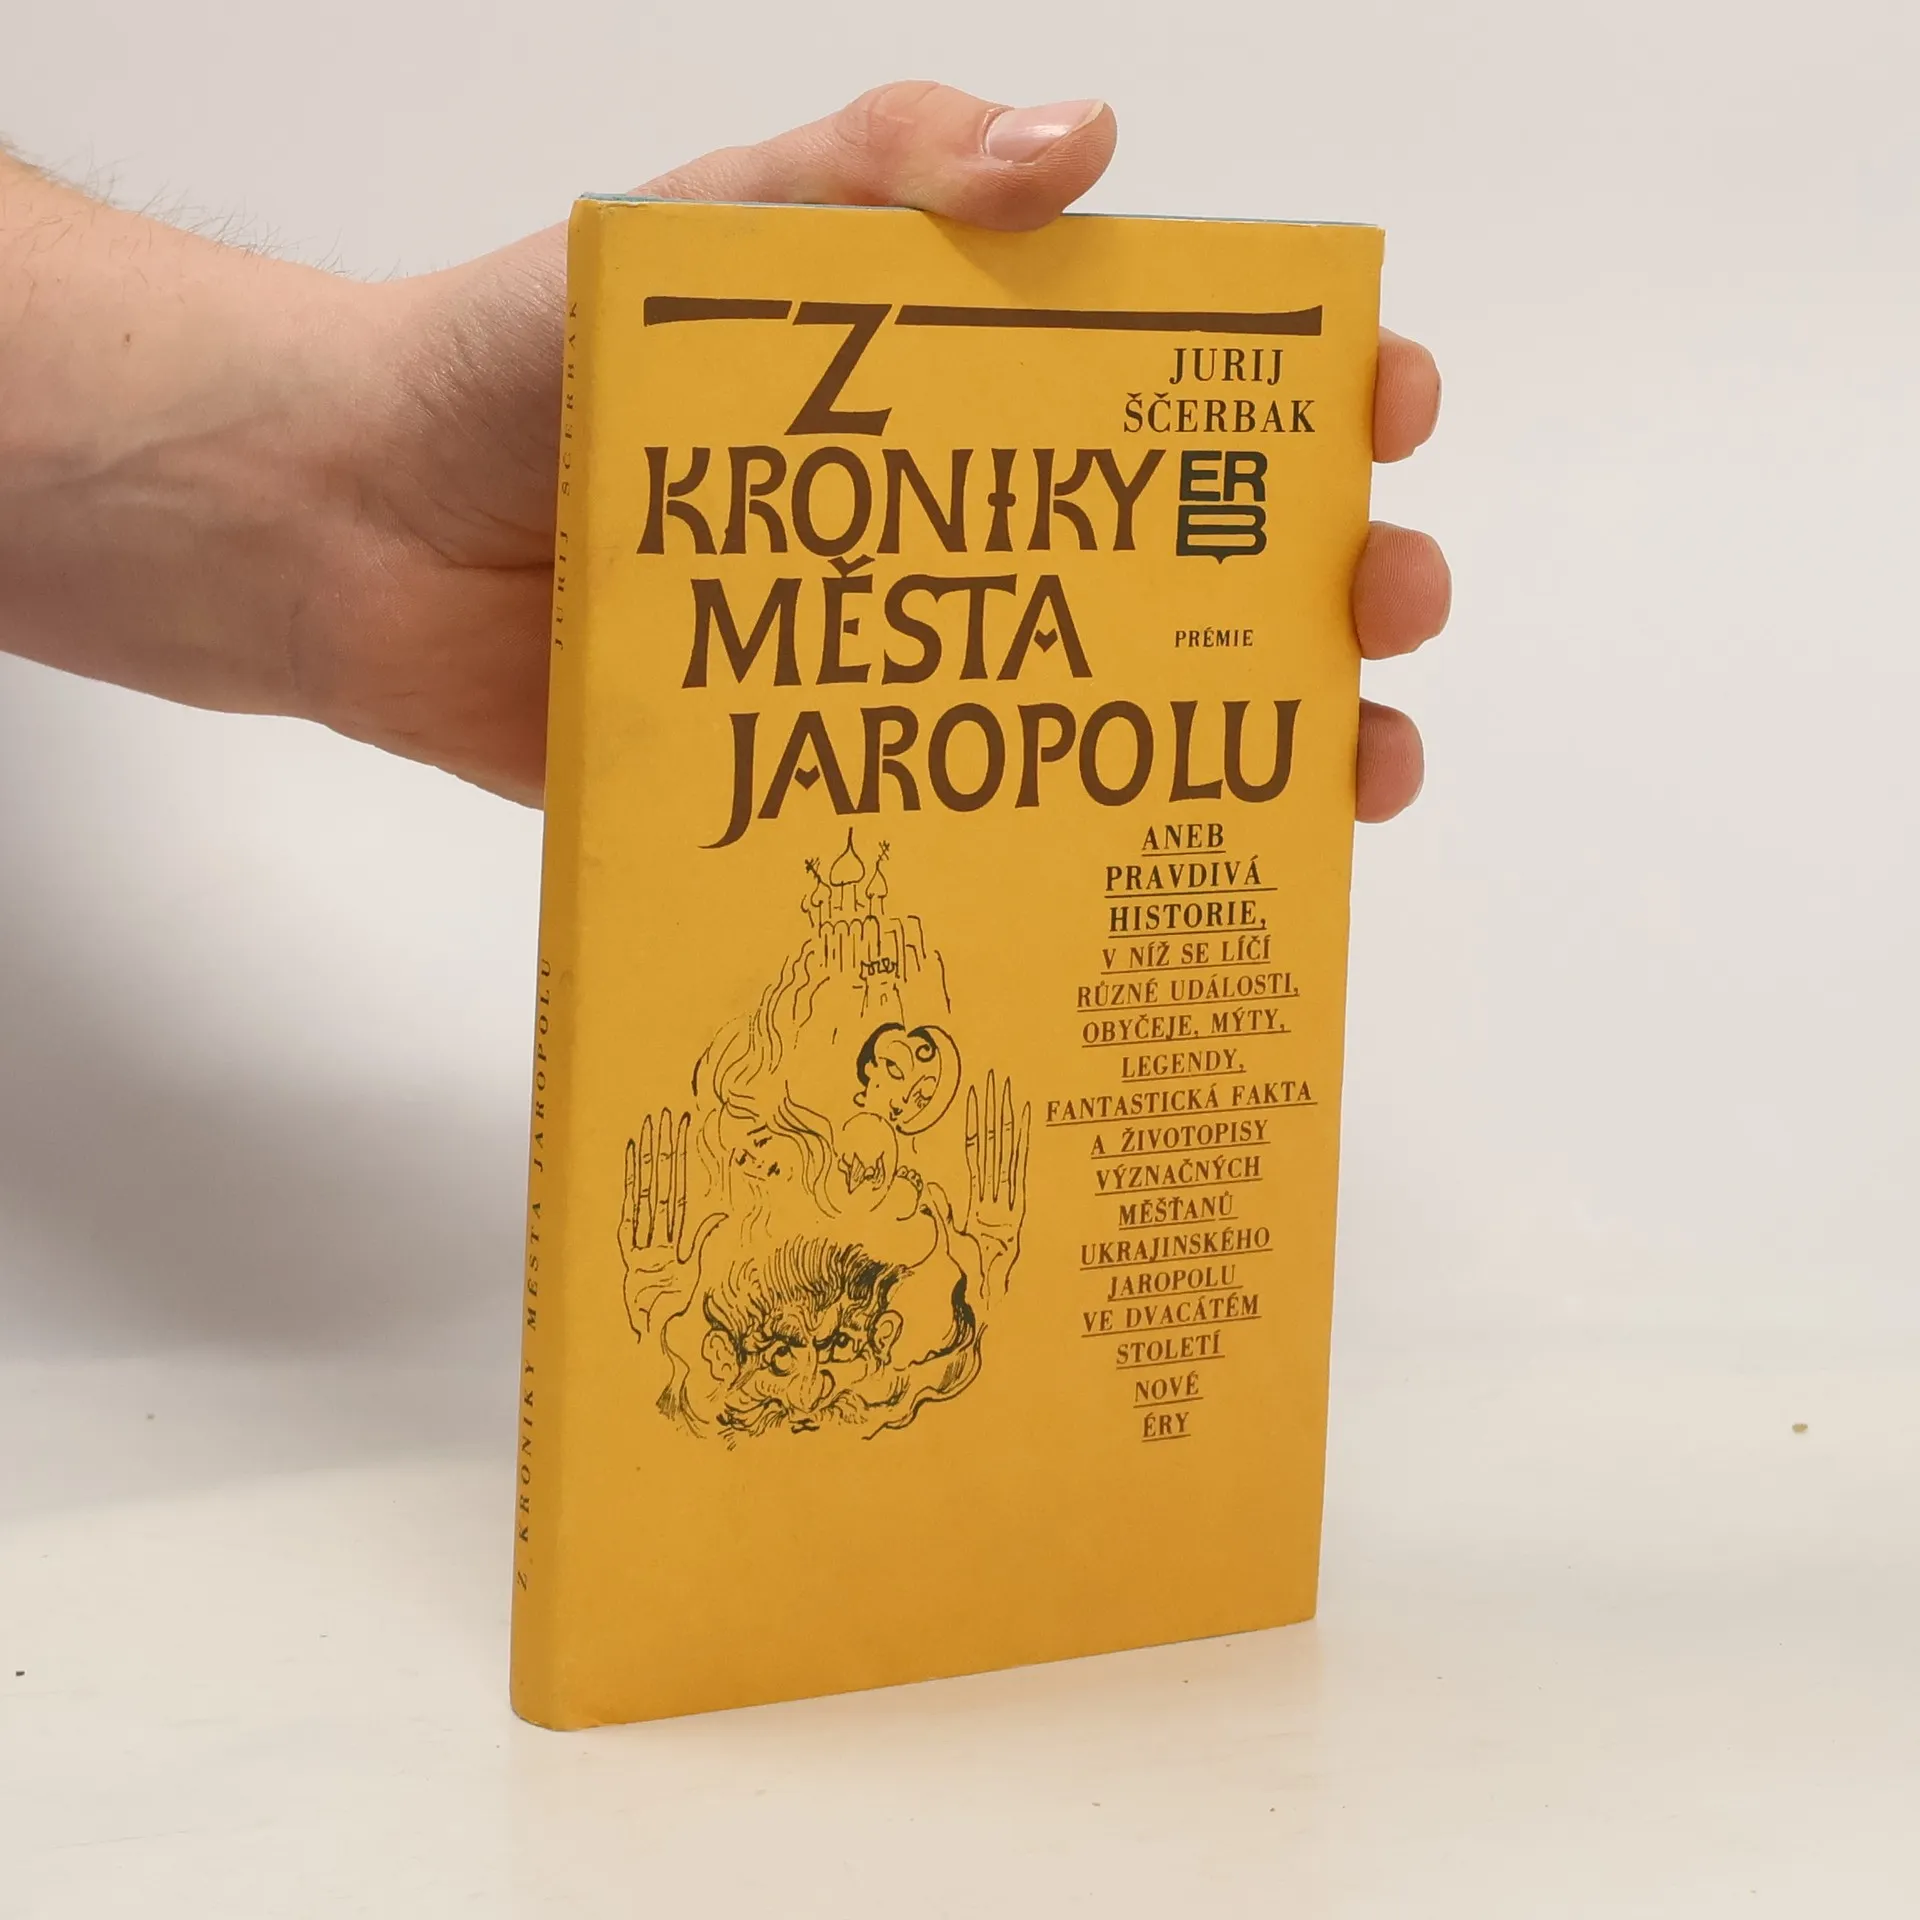 Z
JURIJ
ŠČERBAK
KRONIKY
ER
B
MĚSTA
PRÉMIE
JAROPOLU
ANEB
PRAVDIVÁ
HISTORIE,
V NÍŽ SE LÍČÍ
RŮZNÉ UDÁLOSTI,
OBYČEJE, MÝTY,
LEGENDY,
FANTASTICKÁ FAKTA
A ŽIVOTOPISY
VÝZNAČNÝCH
MĚŠŤANŮ
UKRAJINSKÉHO
JAROPOLU
VE DVACÁTÉM
STOLETÍ
NOVÉ
ÉRY
JURIJ ŠČERBAK
Z KRONIKY MĚSTA JAROPOLU